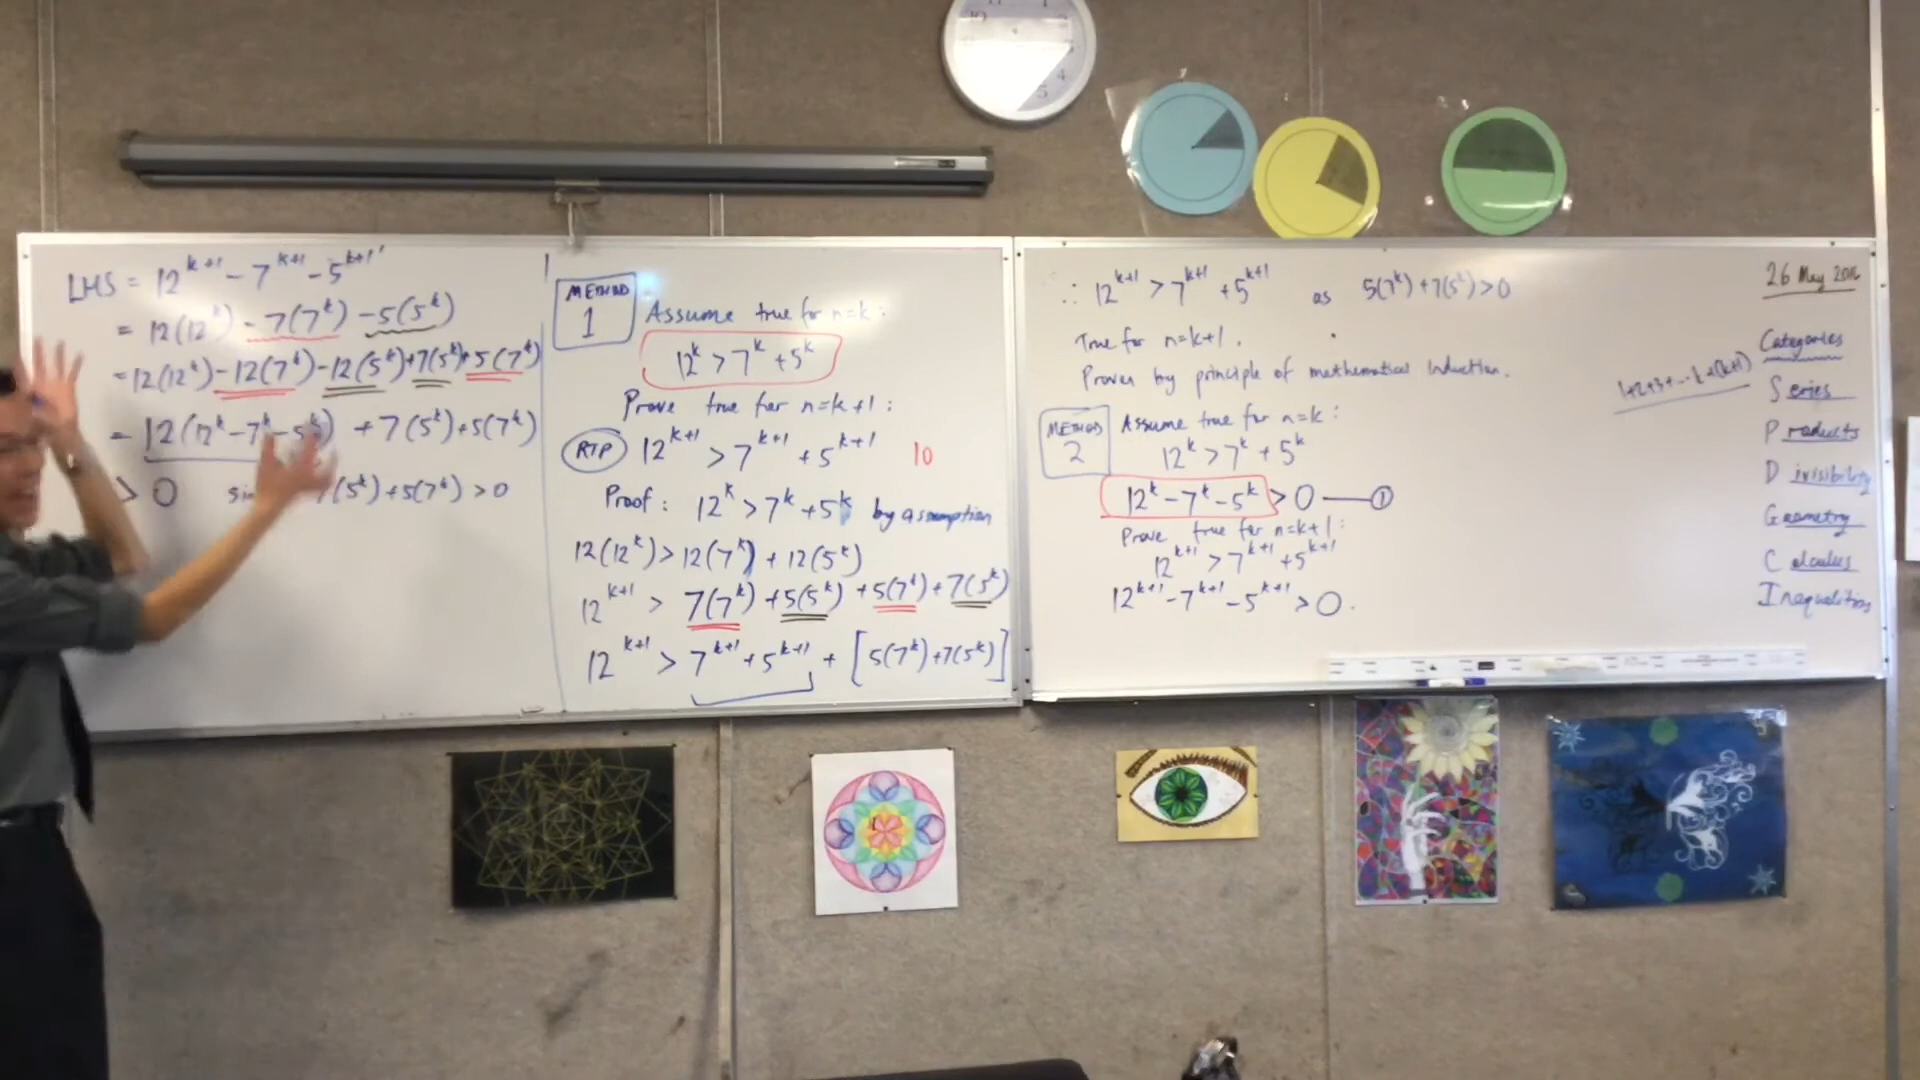 LHS = 12^{k+1} - 7^{k+1} - 5^{k+1}
= 12(12^k) - 7(7^k) - 5(5^k)
= 12(12^k) - 12(7^k) - 12(5^k) + 7(5^k) + 5(7^k)
= 12(12^k - 7^k - 5^k) + 7(5^k) + 5(7^k)
> 0 (5^k) + 5(7^k) > 0
METHOD 1
Assume true for n=k:
12^k > 7^k + 5^k
Prove true for n=k+1:
RTP 12^{k+1} > 7^{k+1} + 5^{k+1} 10
Proof: 12^k > 7^k + 5^k by assumption
12(12^k) > 12(7^k) + 12(5^k)
12^{k+1} > 7(7^k) + 5(5^k) + 5(7^k) + 7(5^k)
12^{k+1} > 7^{k+1} + 5^{k+1} + [5(7^k) + 7(5^k)]
∴ 12^{k+1} > 7^{k+1} + 5^{k+1} as 5(7^k) + 7(5^k) > 0
True for n=k+1.
Proven by principle of mathematical induction.
METHOD 2
Assume true for n=k:
12^k > 7^k + 5^k
12^k - 7^k - 5^k > 0 — ①
Prove true for n=k+1:
12^{k+1} > 7^{k+1} + 5^{k+1}
12^{k+1} - 7^{k+1} - 5^{k+1} > 0.
1+2+3+...k+(k+1)
26 May
Categories
Series
Products
Divisibility
Geometry
Calculus
Inequalities